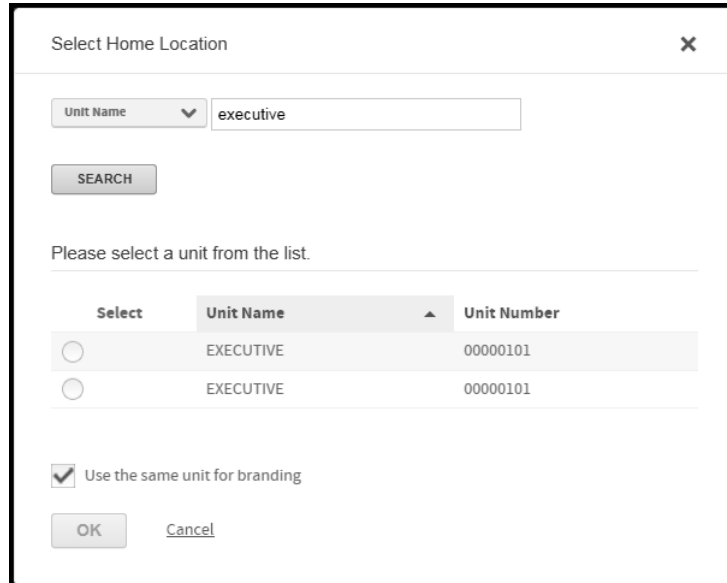 Select Home Location
Unit Name executive
SEARCH
Please select a unit from the list.
Select Unit Name Unit Number
EXECUTIVE 00000101
EXECUTIVE 00000101
Use the same unit for branding
OK Cancel